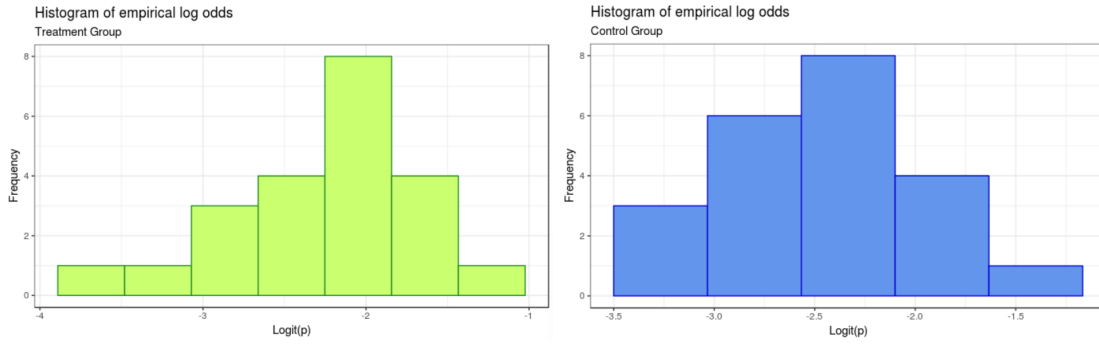 Histogram of empirical log odds
Treatment Group
Frequency
8
6
4
2
0
-4
-3
-2
-1
Logit(p)
Histogram of empirical log odds
Control Group
Frequency
8
6
4
2
0
-3.5
-3.0
-2.5
-2.0
-1.5
Logit(p)